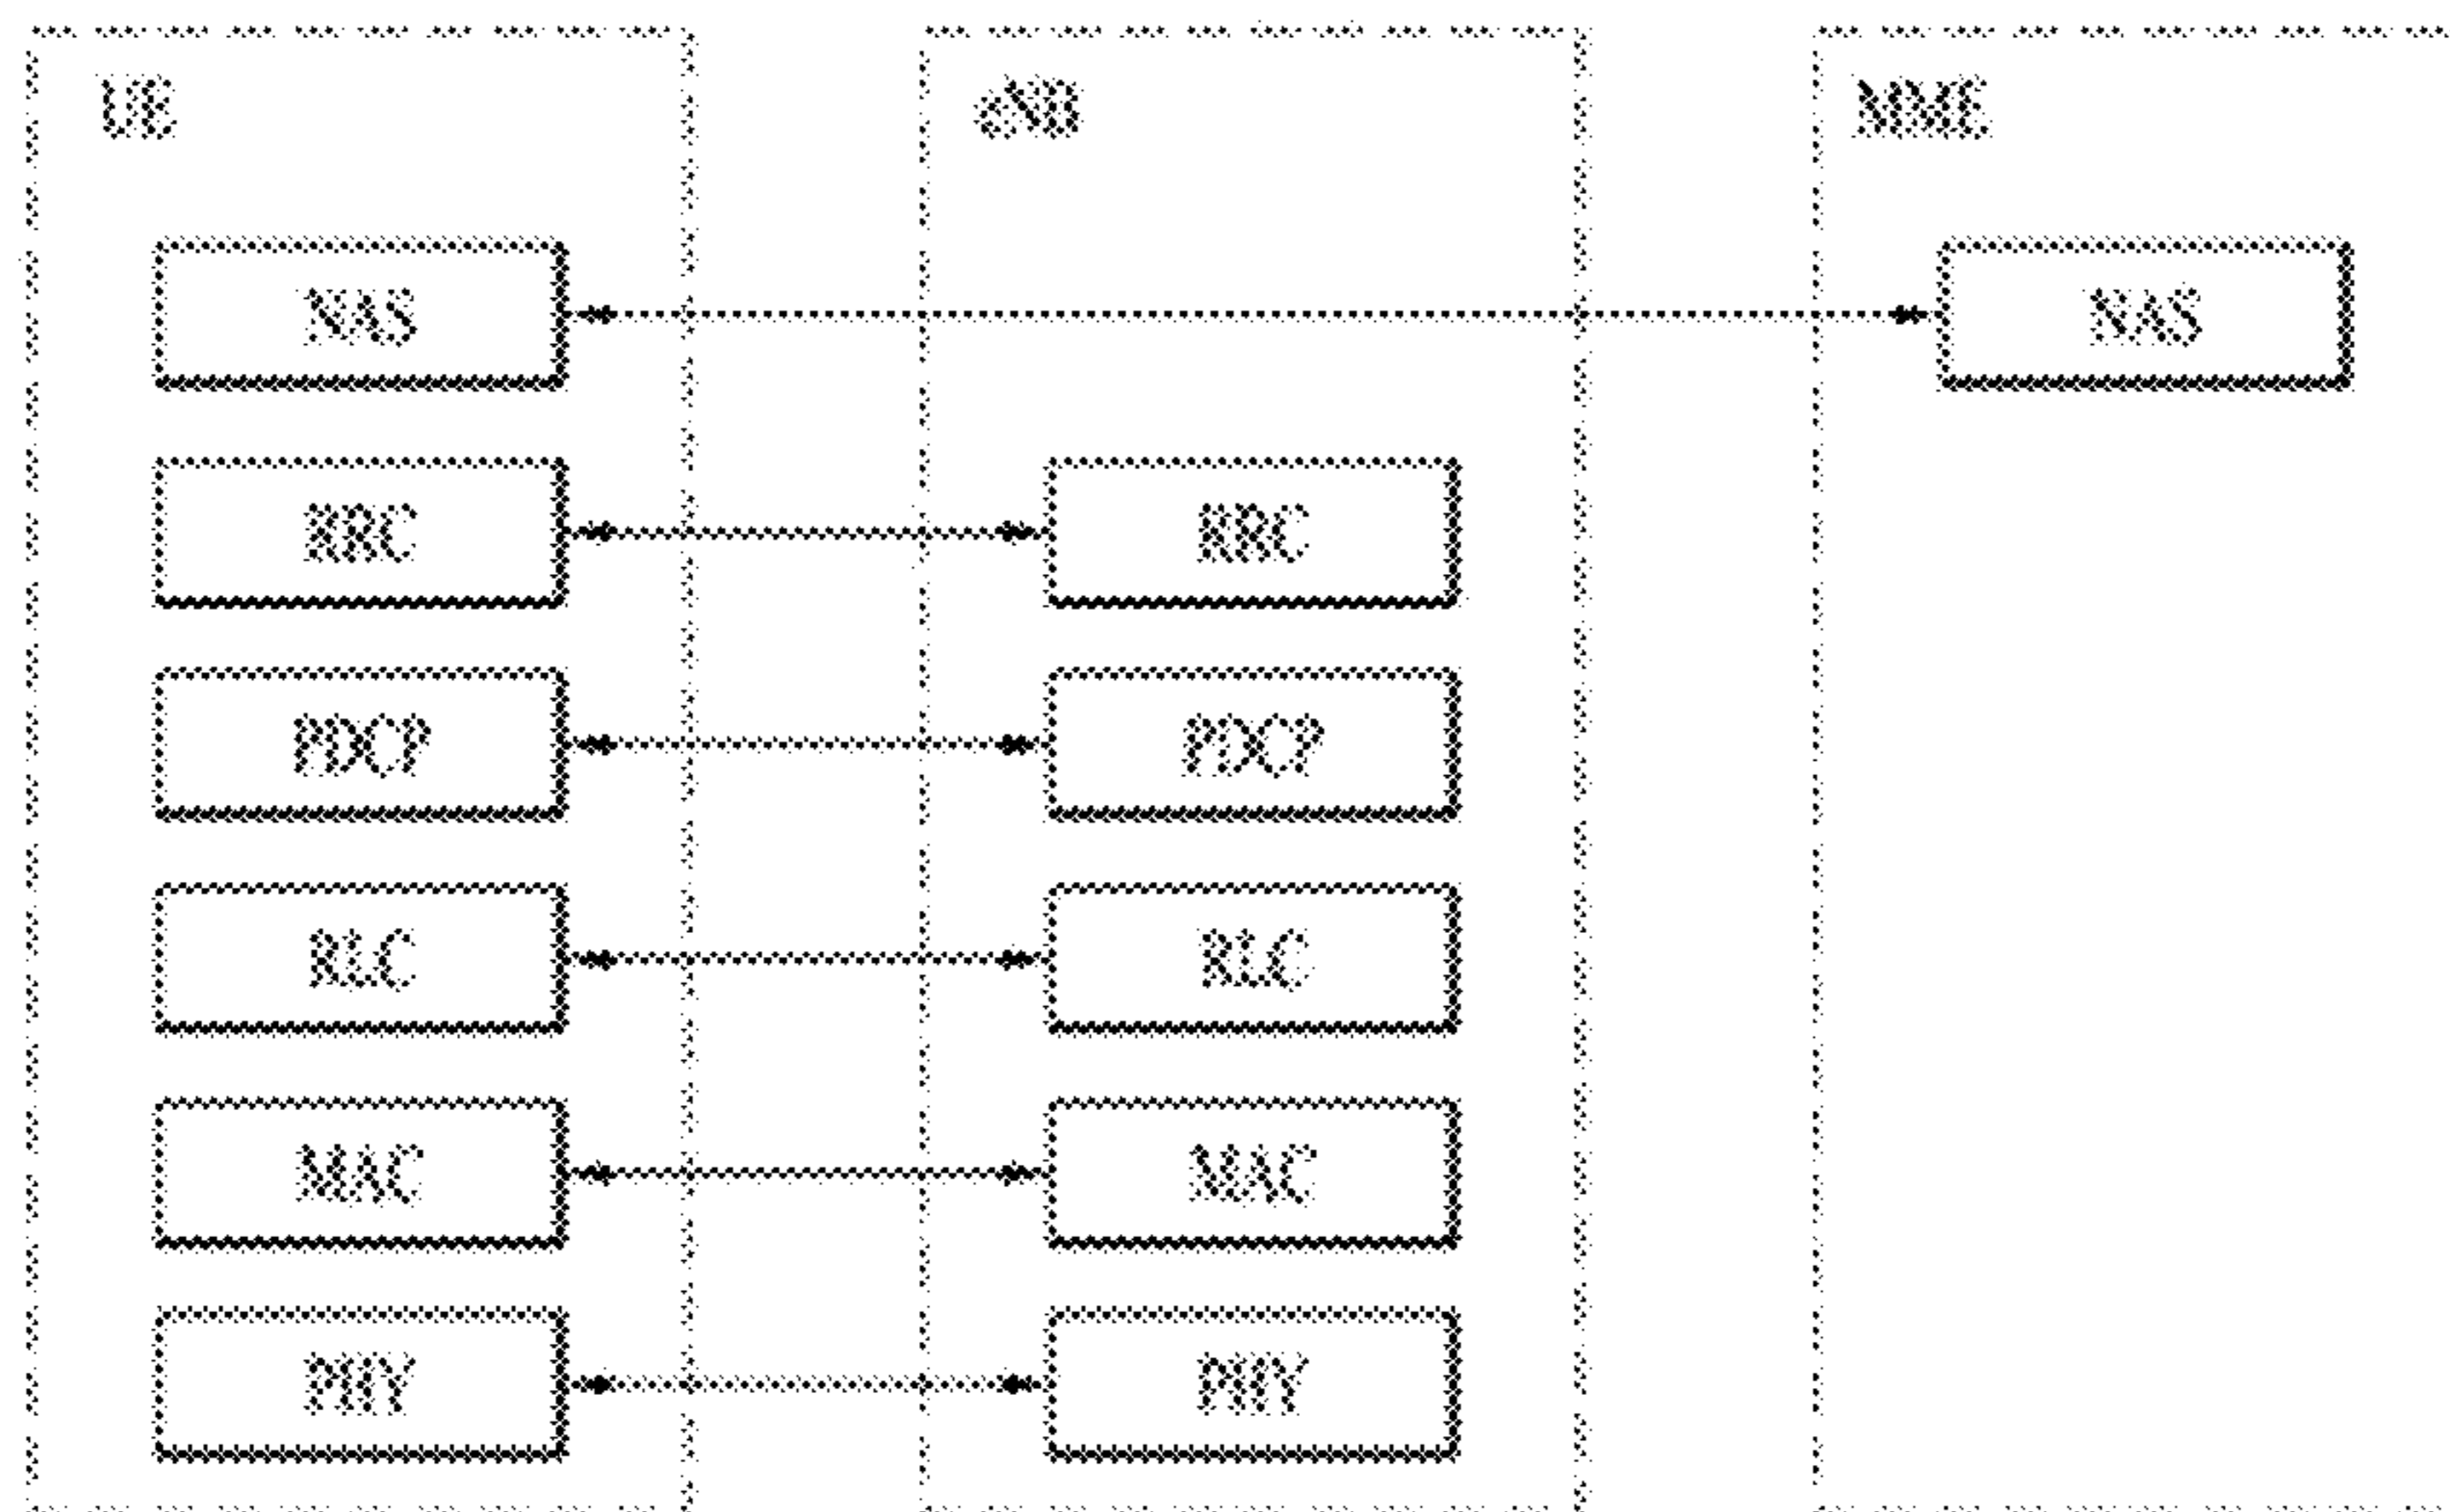 UE eNB MME
NAS NAS
RRC RRC
PDCP PDCP
RLC RLC
MAC MAC
PHY PHY